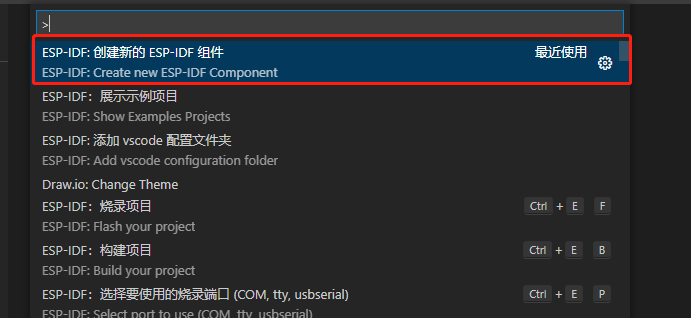 >
ESP-IDF: 创建新的 ESP-IDF 组件 最近使用
ESP-IDF: Create new ESP-IDF Component
ESP-IDF：展示示例项目
ESP-IDF: Show Examples Projects
ESP-IDF: 添加 vscode 配置文件夹
ESP-IDF: Add vscode configuration folder
Draw.io: Change Theme
ESP-IDF：烧录项目 Ctrl + E F
ESP-IDF: Flash your project
ESP-IDF：构建项目 Ctrl + E B
ESP-IDF: Build your project
ESP-IDF：选择要使用的烧录端口 (COM, tty, usbserial) Ctrl + E P
ESP-IDF: Select port to use (COM, tty, usbserial)